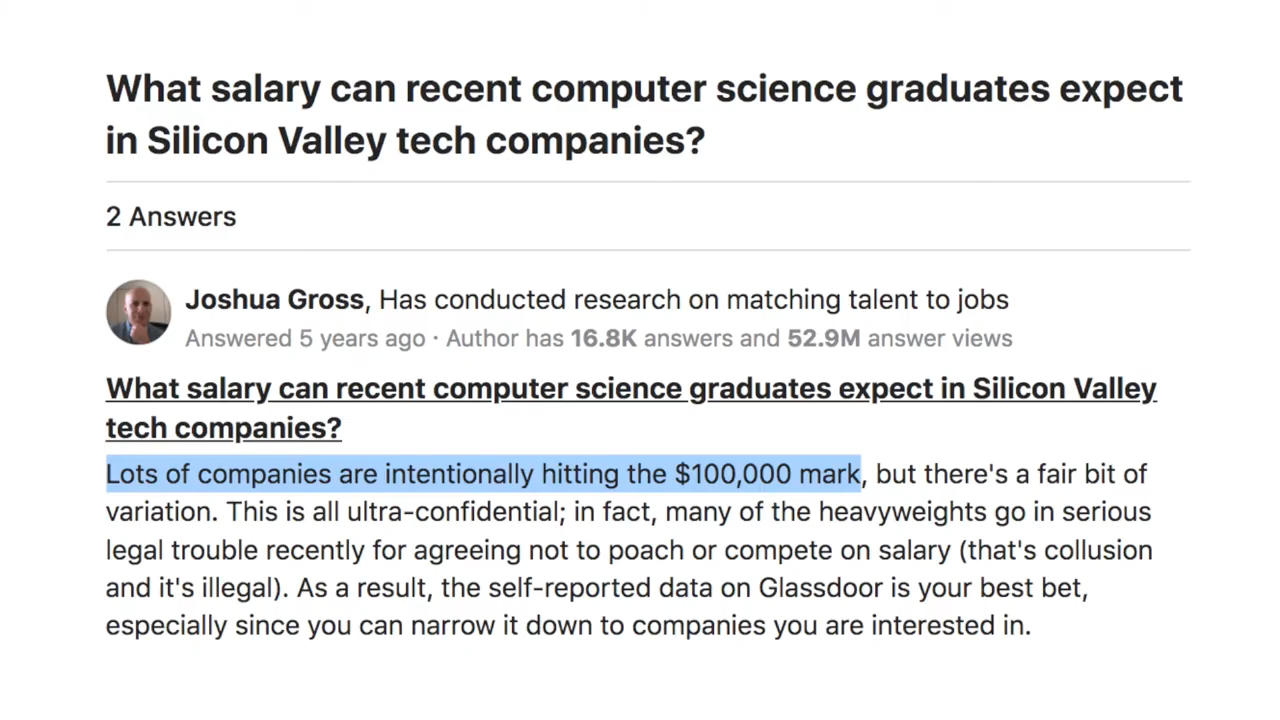 What salary can recent computer science graduates expect
in Silicon Valley tech companies?
2 Answers
Joshua Gross, Has conducted research on matching talent to jobs
Answered 5 years ago · Author has 16.8K answers and 52.9M answer views
What salary can recent computer science graduates expect in Silicon Valley
tech companies?
Lots of companies are intentionally hitting the $100,000 mark, but there's a fair bit of
variation. This is all ultra-confidential; in fact, many of the heavyweights go in serious
legal trouble recently for agreeing not to poach or compete on salary (that's collusion
and it's illegal). As a result, the self-reported data on Glassdoor is your best bet,
especially since you can narrow it down to companies you are interested in.